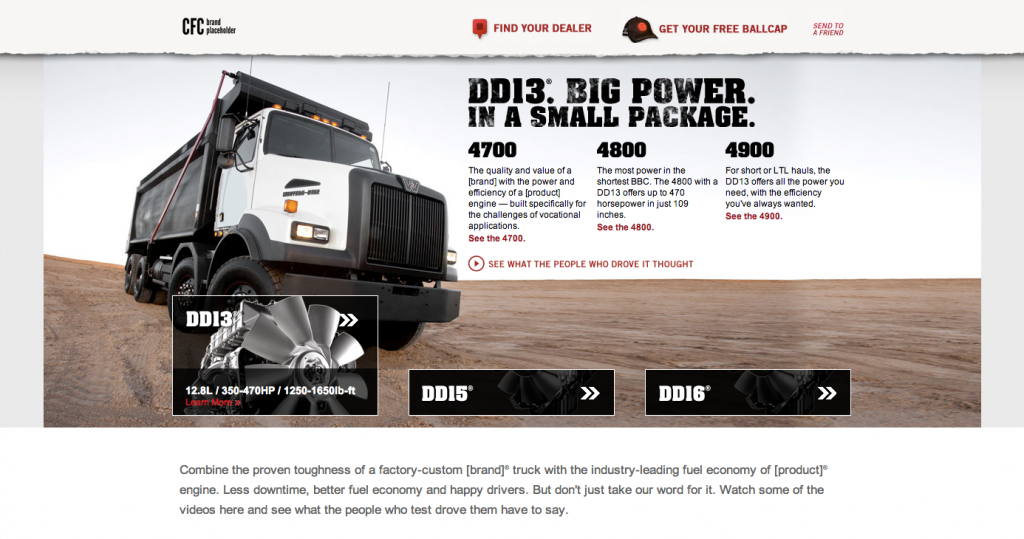 CFC brand
placeholder
FIND YOUR DEALER
GET YOUR FREE BALLCAP
SEND TO
A FRIEND
DD13®. BIG POWER.
IN A SMALL PACKAGE.
4700
The quality and value of a
[brand] with the power and
efficiency of a [product]
engine — built specifically for
the challenges of vocational
applications.
See the 4700.
4800
The most power in the
shortest BBC. The 4800 with a
DD13 offers up to 470
horsepower in just 109
inches.
See the 4800.
4900
For short or LTL hauls, the
DD13 offers all the power you
need, with the efficiency
you've always wanted.
See the 4900.
SEE WHAT THE PEOPLE WHO DROVE IT THOUGHT
DD13
12.8L / 350-470HP / 1250-1650lb-ft
Learn More »
DD15®
DD16®
Combine the proven toughness of a factory-custom [brand]® truck with the industry-leading fuel economy of [product]®
engine. Less downtime, better fuel economy and happy drivers. But don't just take our word for it. Watch some of the
videos here and see what the people who test drove them have to say.